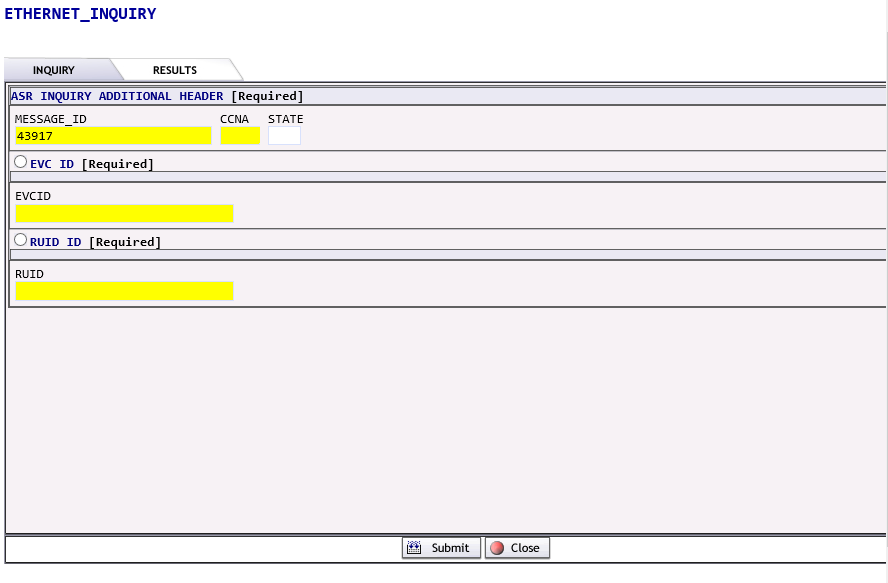 ETHERNET_INQUIRY
INQUIRY RESULTS
ASR INQUIRY ADDITIONAL HEADER [Required]
MESSAGE_ID CCNA STATE
43917
EVC ID [Required]
EVCID
RUID ID [Required]
RUID
Submit Close